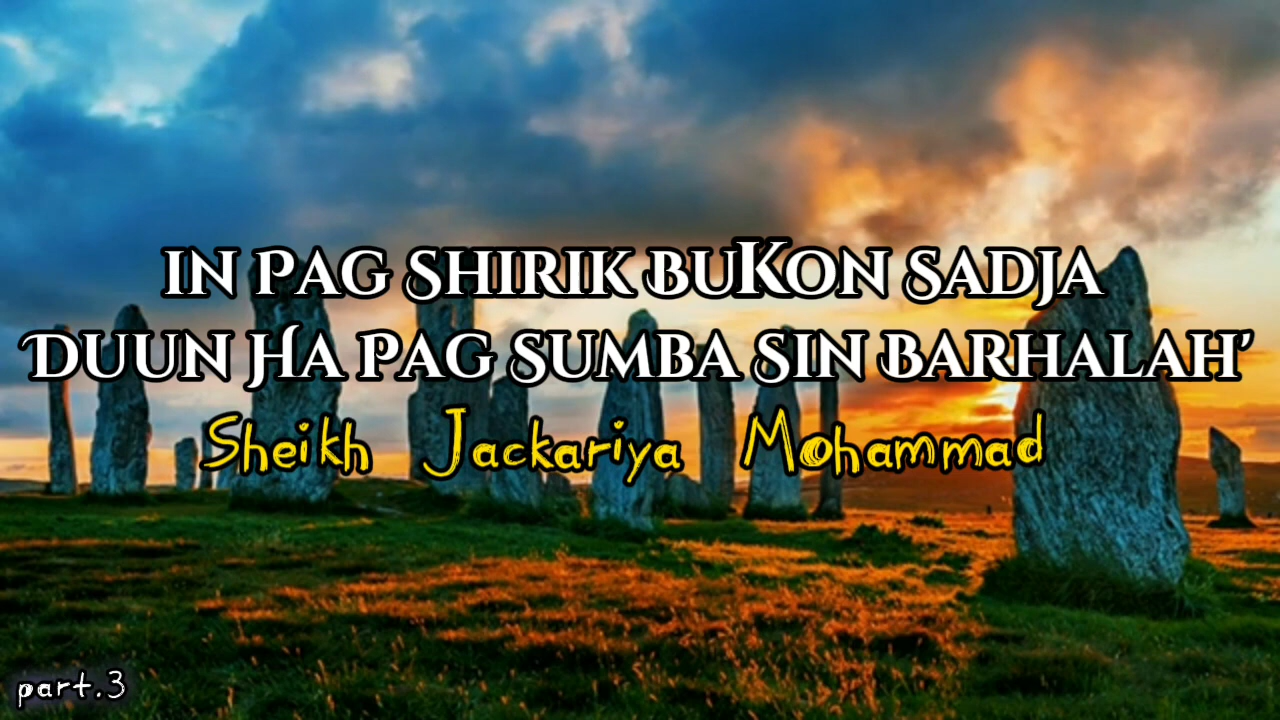 in Pag Shirik BuKon Sadja
Duun Ha Pag Sumba Sin Barhalah'
Sheikh Jackariya Mohammad
part.3